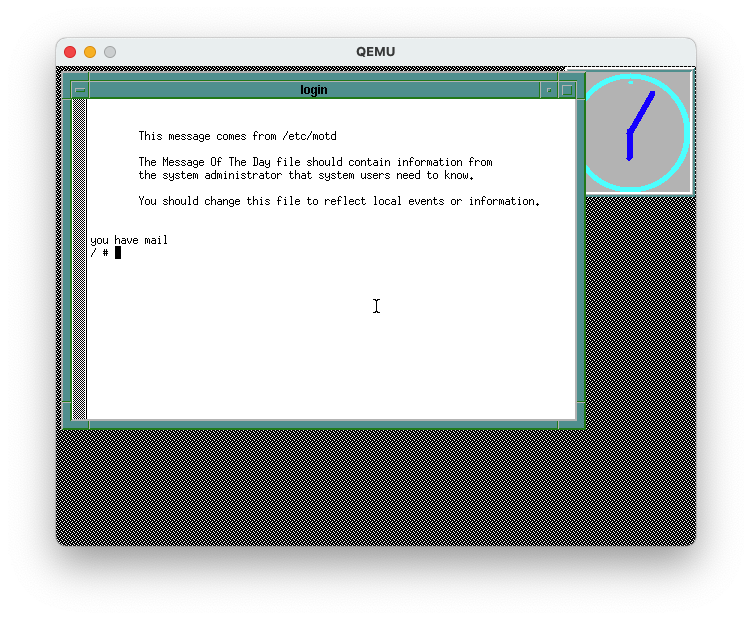 QEMU
login
This message comes from /etc/motd
The Message Of The Day file should contain information from
the system administrator that system users need to know.
You should change this file to reflect local events or information.
you have mail
/ #